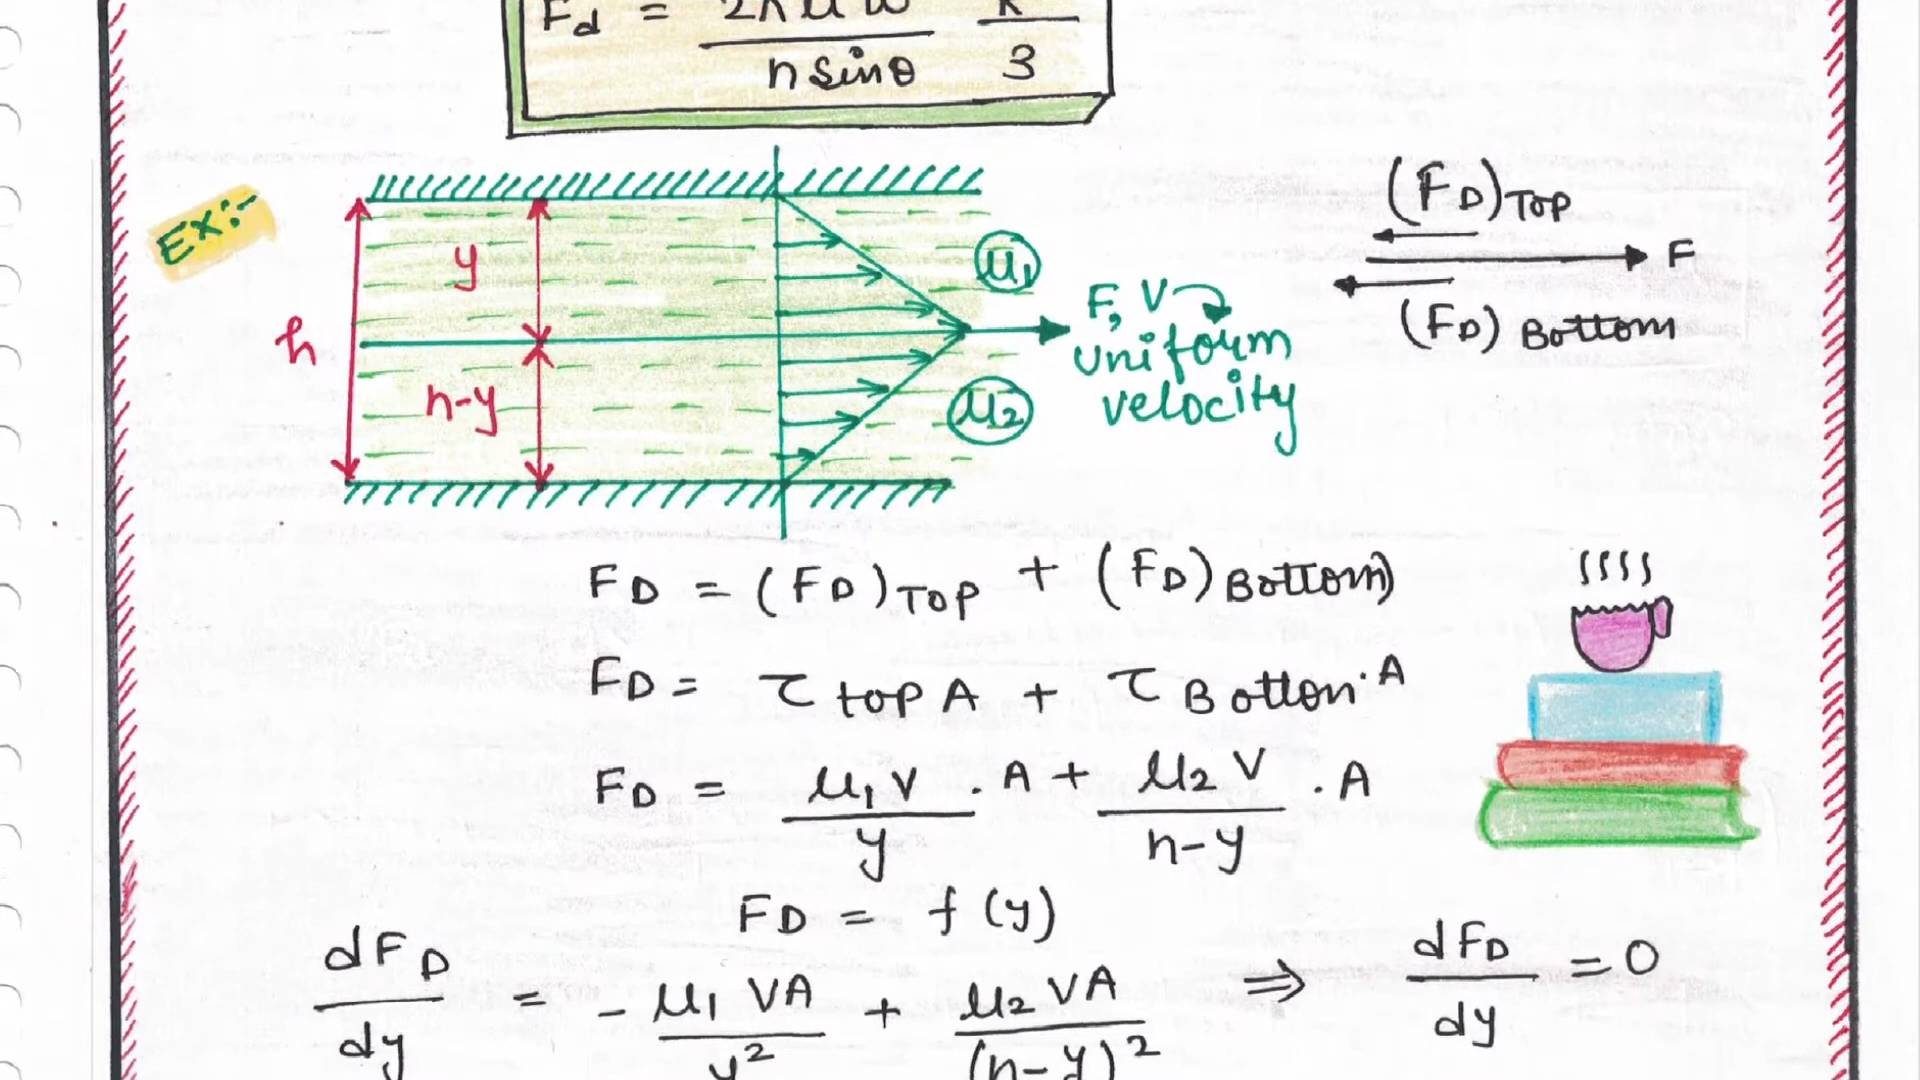 Fd = 2πμω / h sinθ R / 3
Ex:-
h
y
h-y
μ1
μ2
F, V
uniform
velocity
(FD)TOP
F
(FD) Bottom
FD = (FD)TOP + (FD)Bottom
FD = τ top A + τ Bottom·A
FD = μ1V / y . A + μ2 V / h-y . A
FD = f(y)
dFD / dy = - μ1 VA / y² + μ2 VA / (h-y)² ⇒ dFD / dy = 0